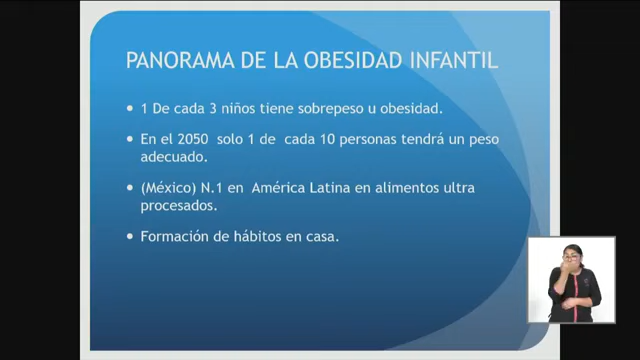 PANORAMA DE LA OBESIDAD INFANTIL
1 De cada 3 niños tiene sobrepeso u obesidad.
En el 2050 solo 1 de cada 10 personas tendrá un peso
adecuado.
(México) N.1 en América Latina en alimentos ultra
procesados.
Formación de hábitos en casa.